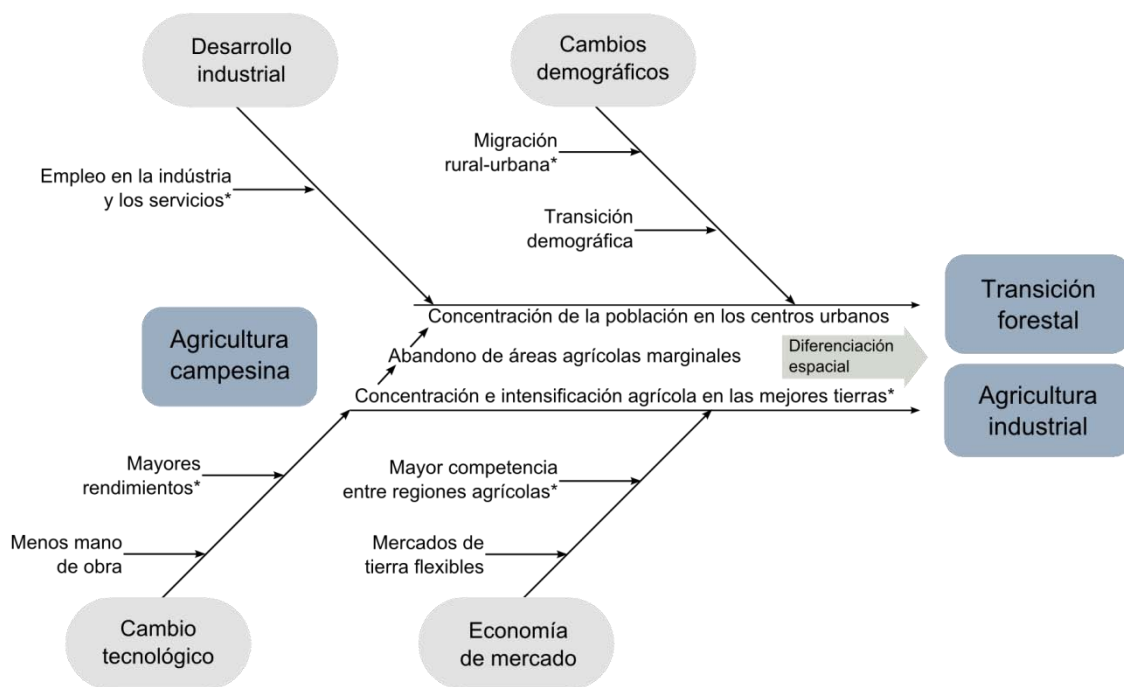 Desarrollo
industrial
Cambios
demográficos
Migración
rural-urbana*
Empleo en la indústria
y los servicios*
Transición
demográfica
Transición
forestal
Concentración de la población en los centros urbanos
Agricultura
campesina
Abandono de áreas agrícolas marginales
Diferenciación
espacial
Concentración e intensificación agrícola en las mejores tierras*
Agricultura
industrial
Mayores
rendimientos*
Mayor competencia
entre regiones agrícolas*
Menos mano
de obra
Mercados de
tierra flexibles
Cambio
tecnológico
Economía
de mercado